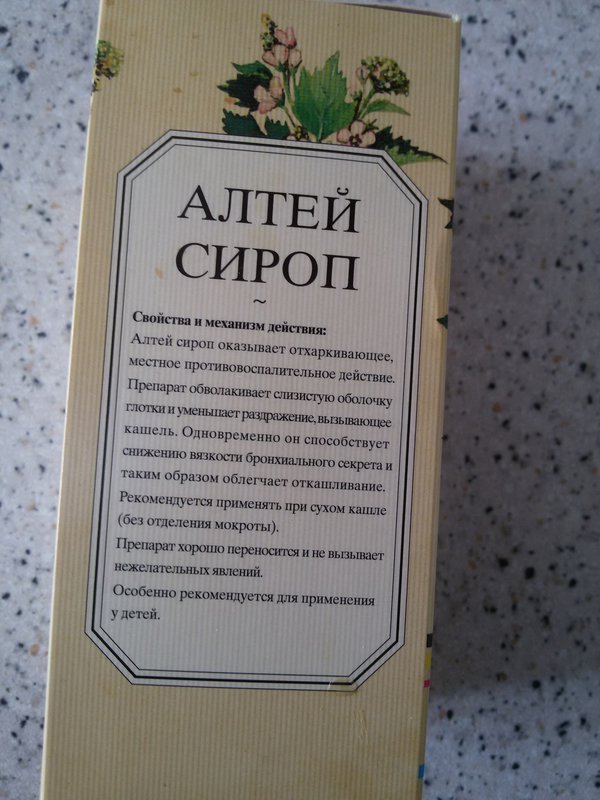 АЛТЕЙ
СИРОП
~
Свойства и механизм действия:
Алтей сироп оказывает отхаркивающее,
местное противовоспалительное действие.
Препарат обволакивает слизистую оболочку
глотки и уменьшает раздражение, вызывающее
кашель. Одновременно он способствует
снижению вязкости бронхиального секрета и
таким образом облегчает откашливание.
Рекомендуется применять при сухом кашле
(без отделения мокроты).
Препарат хорошо переносится и не вызывает
нежелательных явлений.
Особенно рекомендуется для применения
у детей.